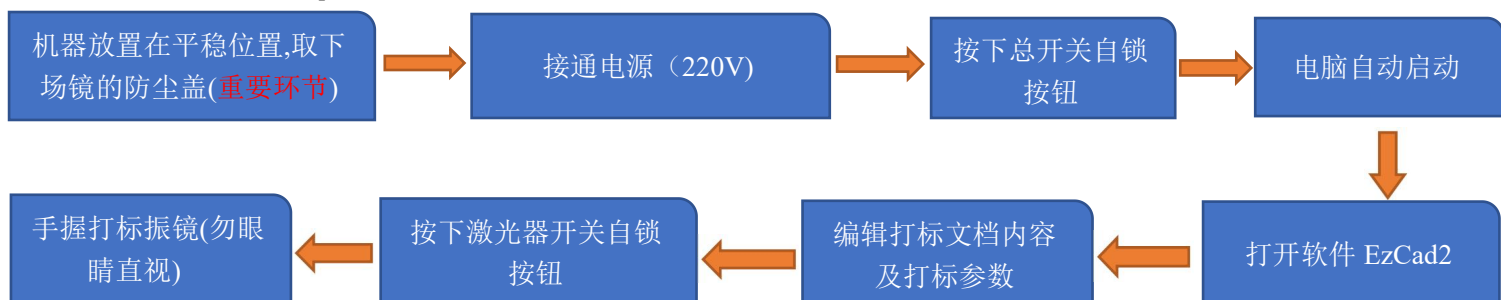 机器放置在平稳位置,取下
场镜的防尘盖(重要环节)
接通电源（220V)
按下总开关自锁
按钮
电脑自动启动
打开软件 EzCad2
编辑打标文档内容
及打标参数
按下激光器开关自锁
按钮
手握打标振镜(勿眼
睛直视)